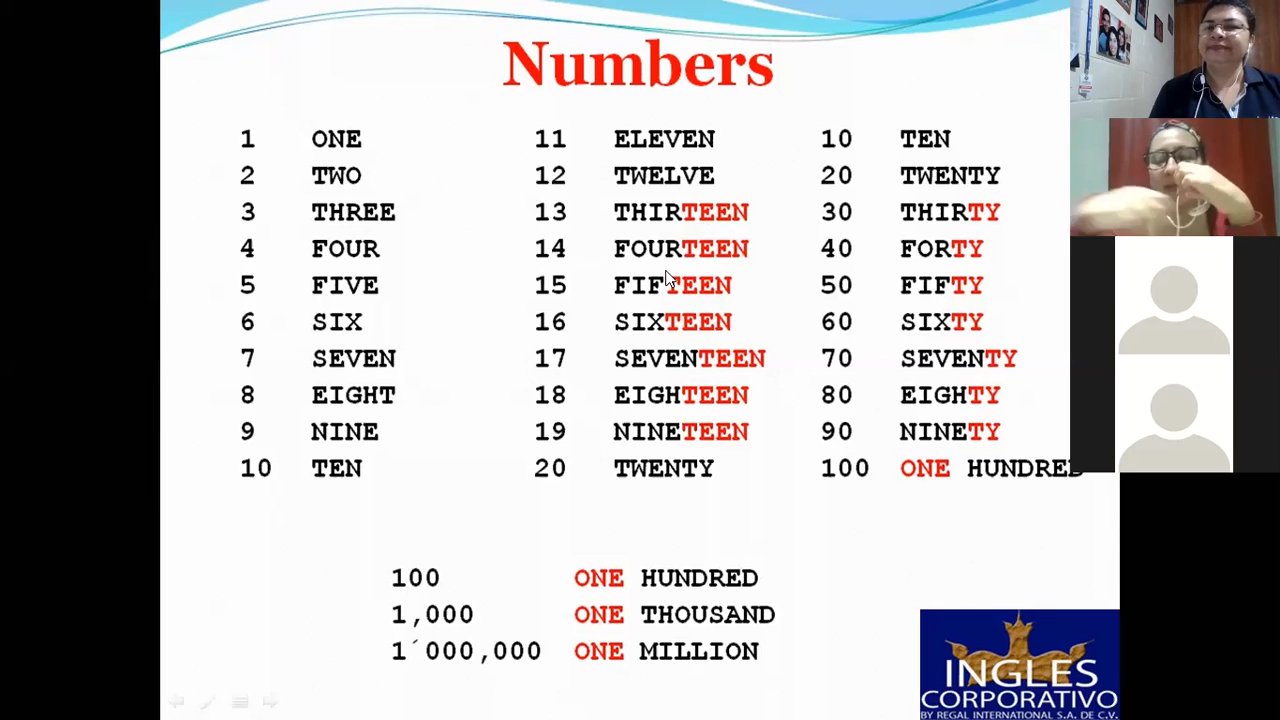 Numbers
1 ONE 11 ELEVEN 10 TEN
2 TWO 12 TWELVE 20 TWENTY
3 THREE 13 THIRTEEN 30 THIRTY
4 FOUR 14 FOURTEEN 40 FORTY
5 FIVE 15 FIFTEEN 50 FIFTY
6 SIX 16 SIXTEEN 60 SIXTY
7 SEVEN 17 SEVENTEEN 70 SEVENTY
8 EIGHT 18 EIGHTEEN 80 EIGHTY
9 NINE 19 NINETEEN 90 NINETY
10 TEN 20 TWENTY 100 ONE HUNDRED
100 ONE HUNDRED
1,000 ONE THOUSAND
1´000,000 ONE MILLION
INGLES
CORPORATIVO
BY REGAL INTERNATIONAL S.A. DE C.V.